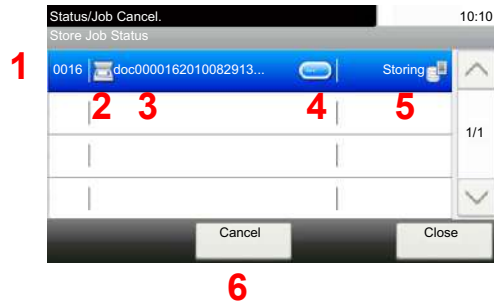 Status/Job Cancel. 10:10
Store Job Status
1 0016 doc0000162010082913... Storing
2 3 4 5
1/1
Cancel Close
6